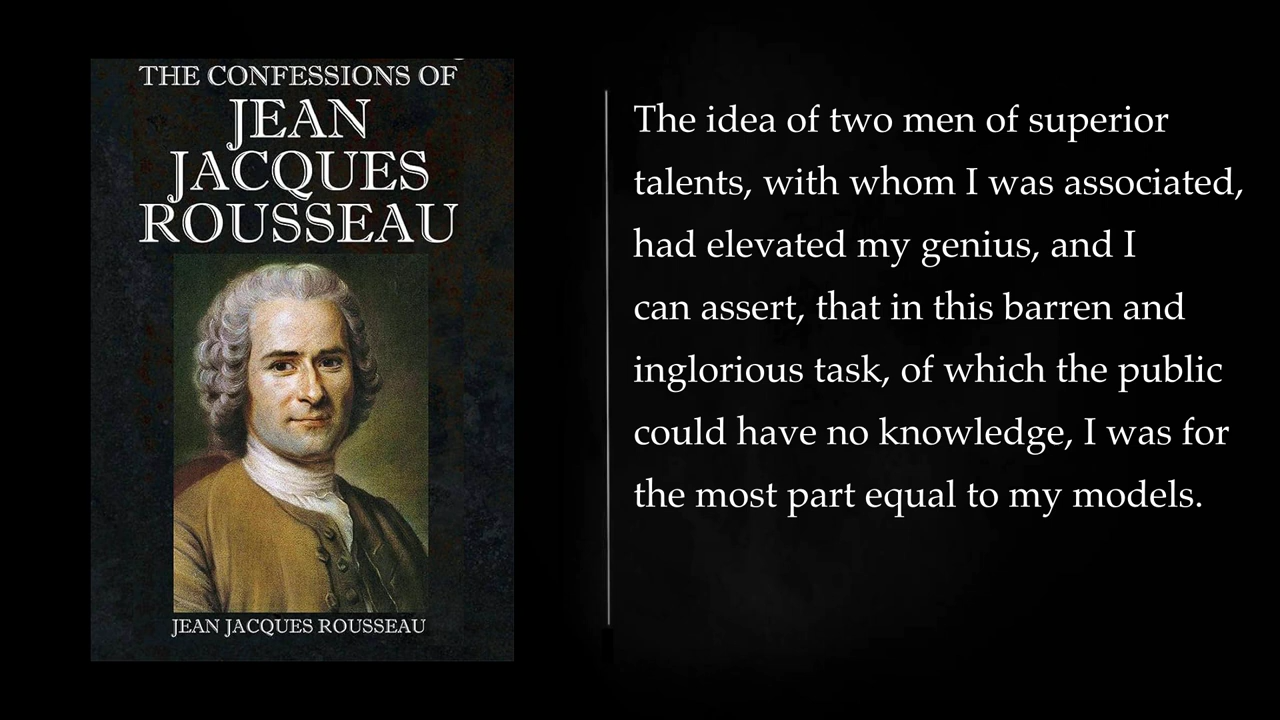 THE CONFESSIONS OF
JEAN
JACQUES
ROUSSEAU
JEAN JACQUES ROUSSEAU
The idea of two men of superior
talents, with whom I was associated,
had elevated my genius, and I
can assert, that in this barren and
inglorious task, of which the public
could have no knowledge, I was for
the most part equal to my models.